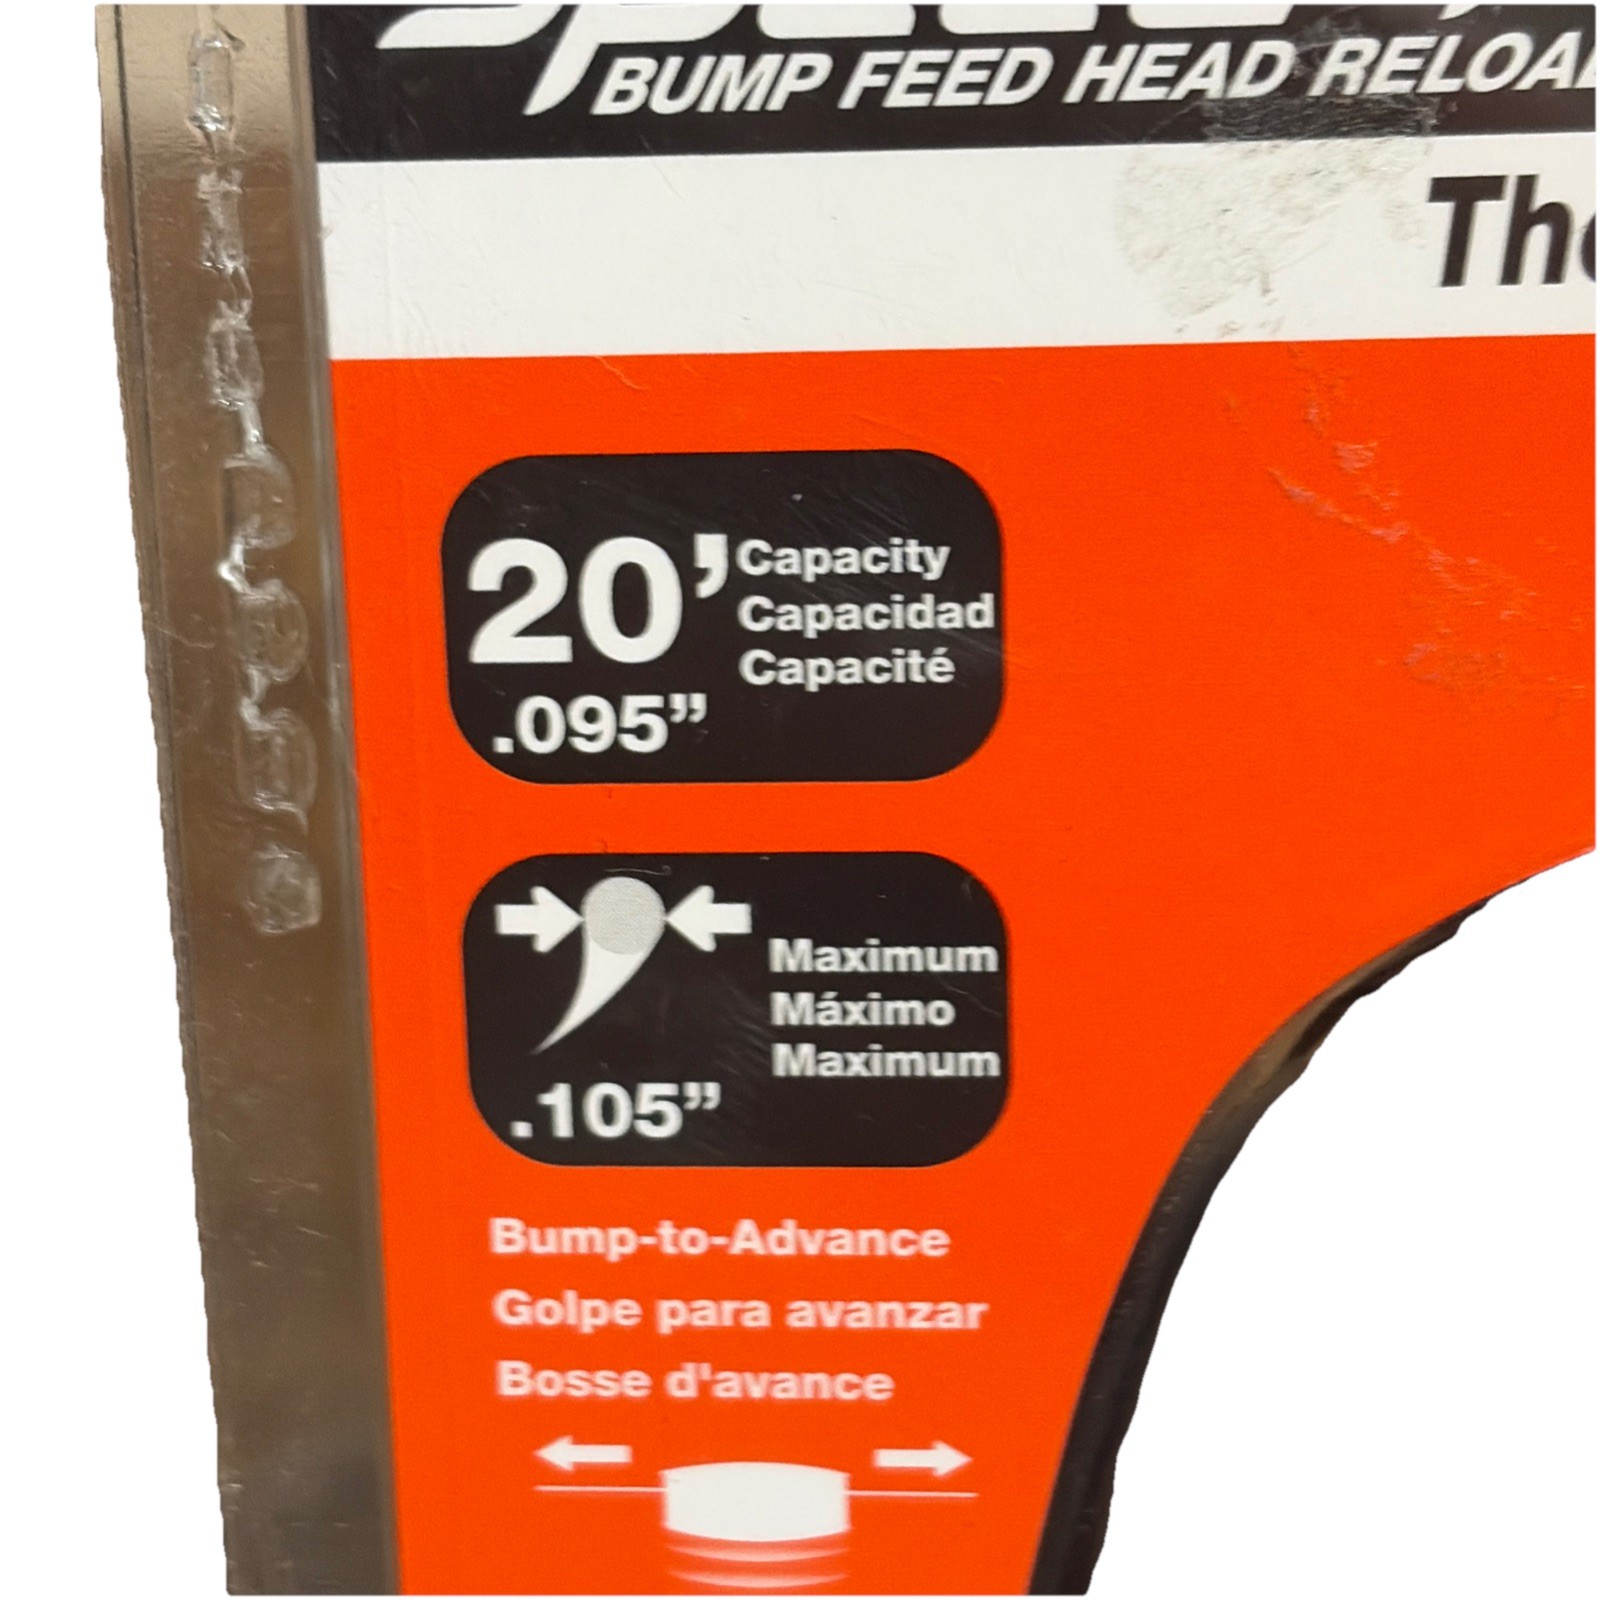 BUMP FEED HEAD RELOAD
The
20’ Capacity
Capacidad
Capacité
.095”
Maximum
Máximo
Maximum
.105”
Bump-to-Advance
Golpe para avanzar
Bosse d'avance